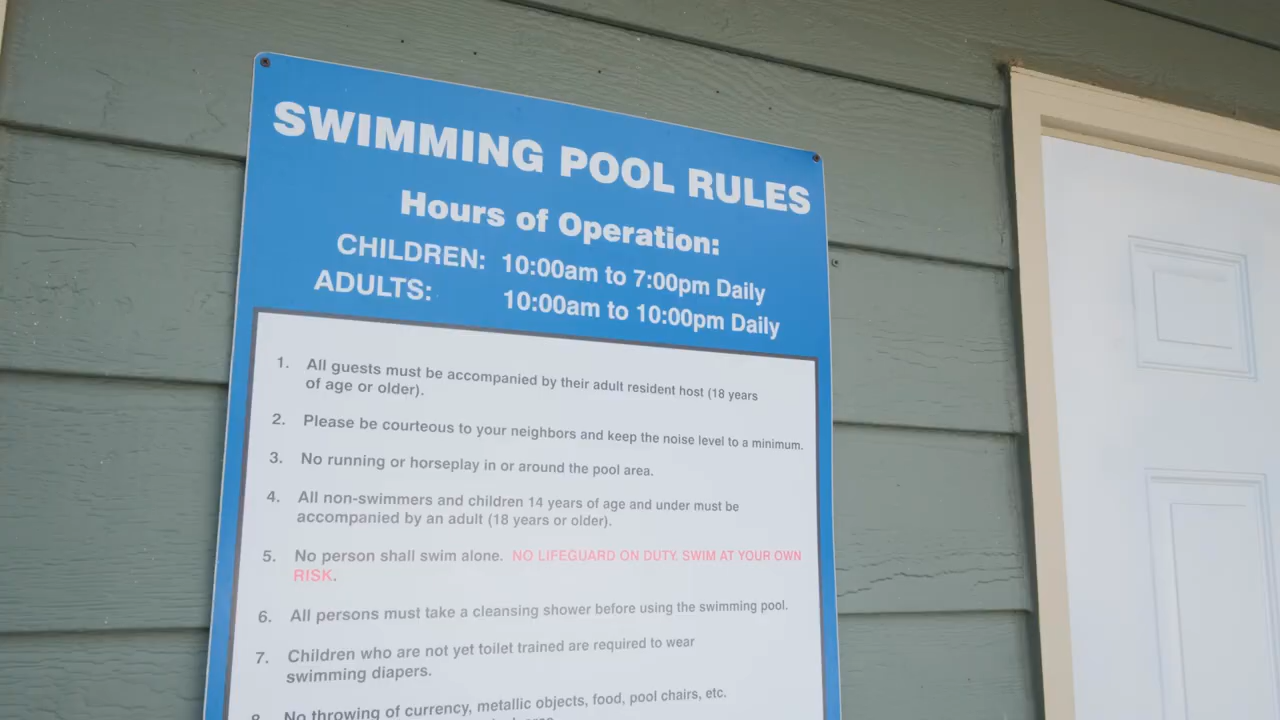 SWIMMING POOL RULES
Hours of Operation:
CHILDREN: 10:00am to 7:00pm Daily
ADULTS: 10:00am to 10:00pm Daily
1. All guests must be accompanied by their adult resident host (18 years
of age or older).
2. Please be courteous to your neighbors and keep the noise level to a minimum.
3. No running or horseplay in or around the pool area.
4. All non-swimmers and children 14 years of age and under must be
accompanied by an adult (18 years or older).
5. No person shall swim alone. NO LIFEGUARD ON DUTY. SWIM AT YOUR OWN
RISK.
6. All persons must take a cleansing shower before using the swimming pool.
7. Children who are not yet toilet trained are required to wear
swimming diapers.
8. No throwing of currency, metallic objects, food, pool chairs, etc.